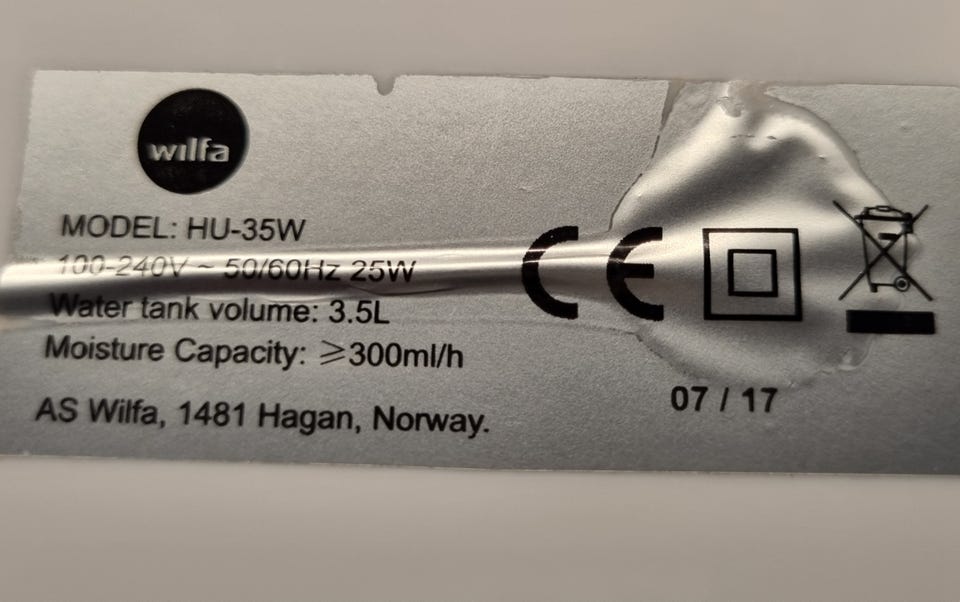 wilfa
MODEL: HU-35W
100-240V ~ 50/60Hz 25W
Water tank volume: 3.5L
Moisture Capacity: ⩾300ml/h
AS Wilfa, 1481 Hagan, Norway.
CE
07 / 17